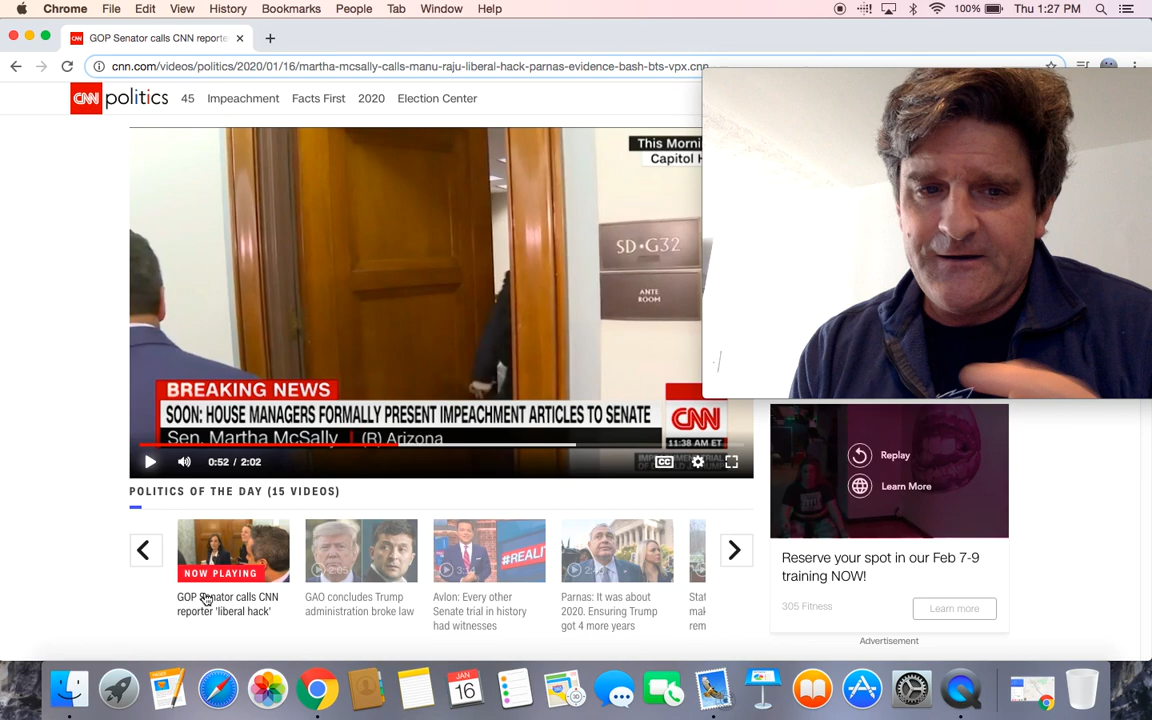 Chrome File Edit View History Bookmarks People Tab Window Help 100% Thu 1:27 PM
GOP Senator calls CNN reporte
cnn.com/videos/politics/2020/01/16/martha-mcsally-calls-manu-raju-liberal-hack-parnas-evidence-bash-bts-vpx.cnn
CNN politics 45 Impeachment Facts First 2020 Election Center
This Morni
Capitol H
SD-G32
ANTE
ROOM
BREAKING NEWS
SOON: HOUSE MANAGERS FORMALLY PRESENT IMPEACHMENT ARTICLES TO SENATE
CNN
Sen. Martha McSally (R) Arizona
11:38 AM ET
0:52 / 2:02
CC
Replay
Learn More
POLITICS OF THE DAY (15 VIDEOS)
NOW PLAYING
#REALI
GOP Senator calls CNN
reporter 'liberal hack'
GAO concludes Trump
administration broke law
Avlon: Every other
Senate trial in history
had witnesses
Parnas: It was about
2020. Ensuring Trump
got 4 more years
Stat
mak
rem
Reserve your spot in our Feb 7-9
training NOW!
305 Fitness
Learn more
Advertisement
JAN
16